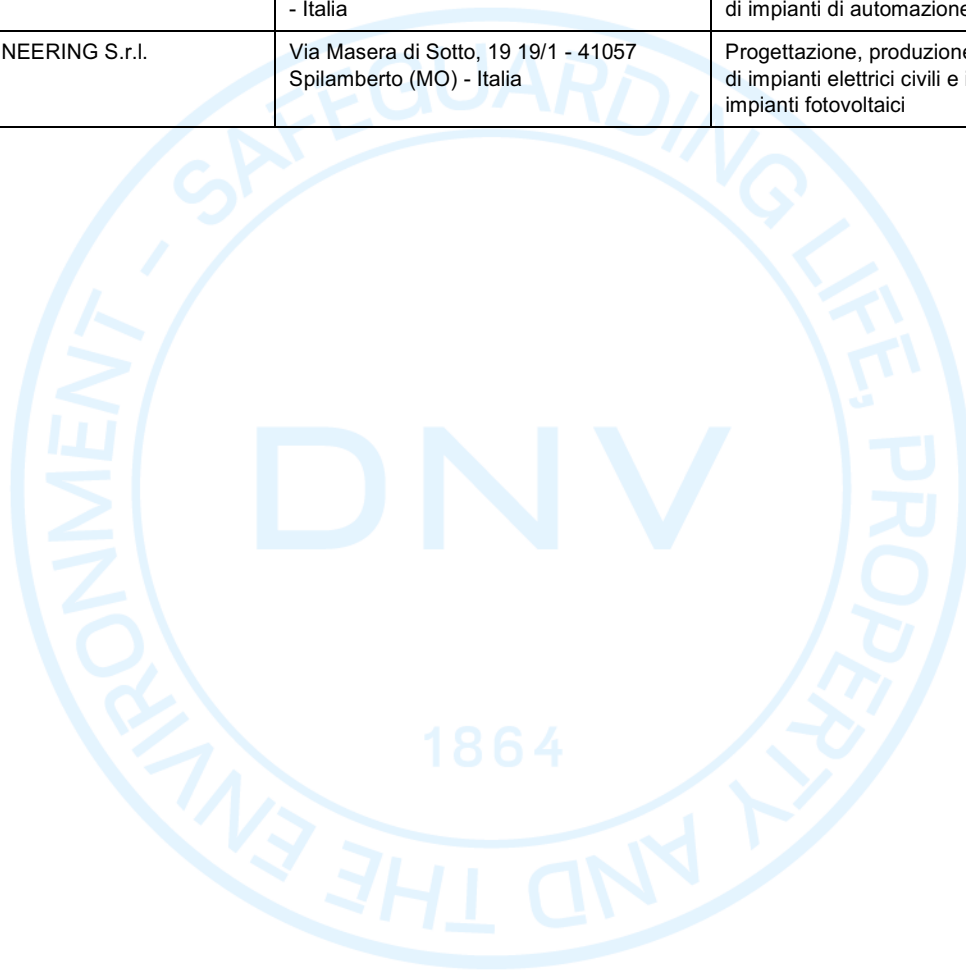 - Italia
di impianti di automazione
NEERING S.r.l.
Via Masera di Sotto, 19 19/1 - 41057
Spilamberto (MO) - Italia
Progettazione, produzione
di impianti elettrici civili e i
impianti fotovoltaici
SAFEGUARDING LIFE, PROPERTY AND THE ENVIRONMENT -
DNV
1864